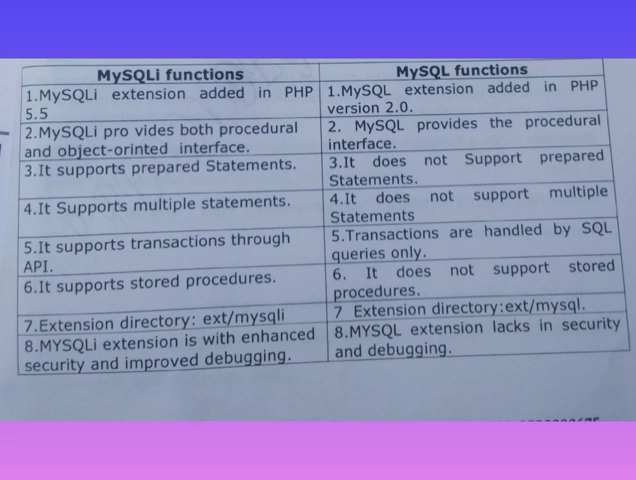 MySQLi functions
MySQL functions
1.MySQLi extension added in PHP
5.5
1.MySQL extension added in PHP
version 2.0.
2.MySQLi pro vides both procedural
and object-orinted interface.
2. MySQL provides the procedural
interface.
3.It supports prepared Statements.
3.It does not Support prepared
Statements.
4.It Supports multiple statements.
4.It does not support multiple
Statements
5.It supports transactions through
API.
5.Transactions are handled by SQL
queries only.
6.It supports stored procedures.
6. It does not support stored
procedures.
7.Extension directory: ext/mysqli
7 Extension directory:ext/mysql.
8.MYSQLi extension is with enhanced
security and improved debugging.
8.MYSQL extension lacks in security
and debugging.